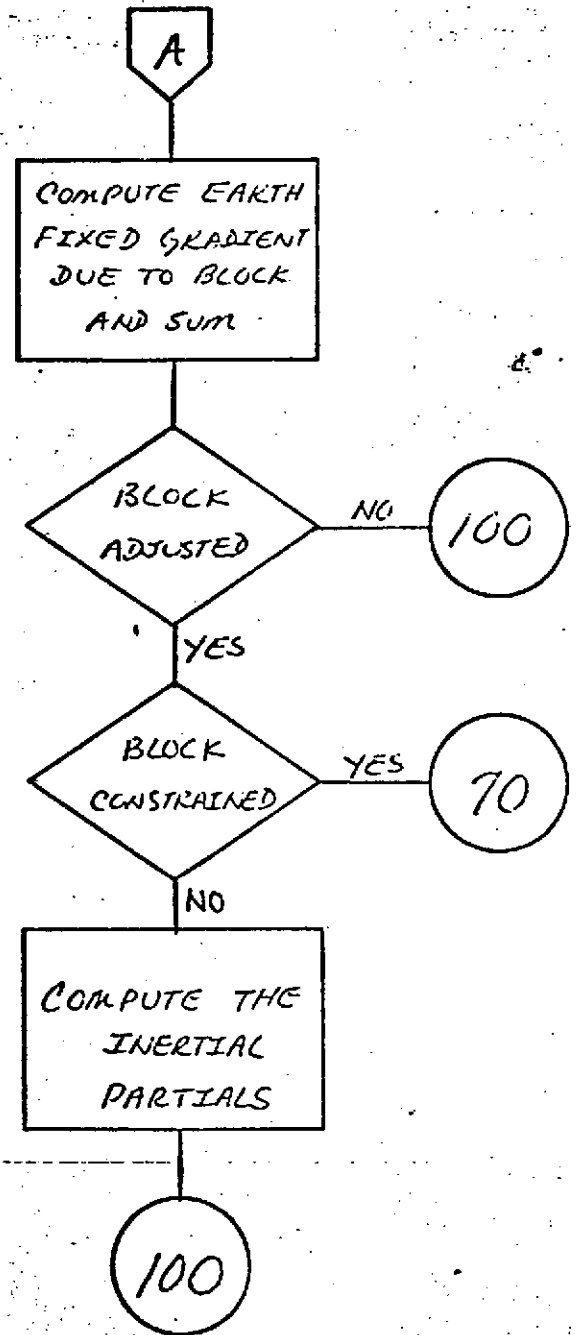 A
COMPUTE EARTH
FIXED GRADIENT
DUE TO BLOCK
AND SUM
BLOCK
ADJUSTED
NO
100
YES
BLOCK
CONSTRAINED
YES
70
NO
COMPUTE THE
INERTIAL
PARTIALS
100